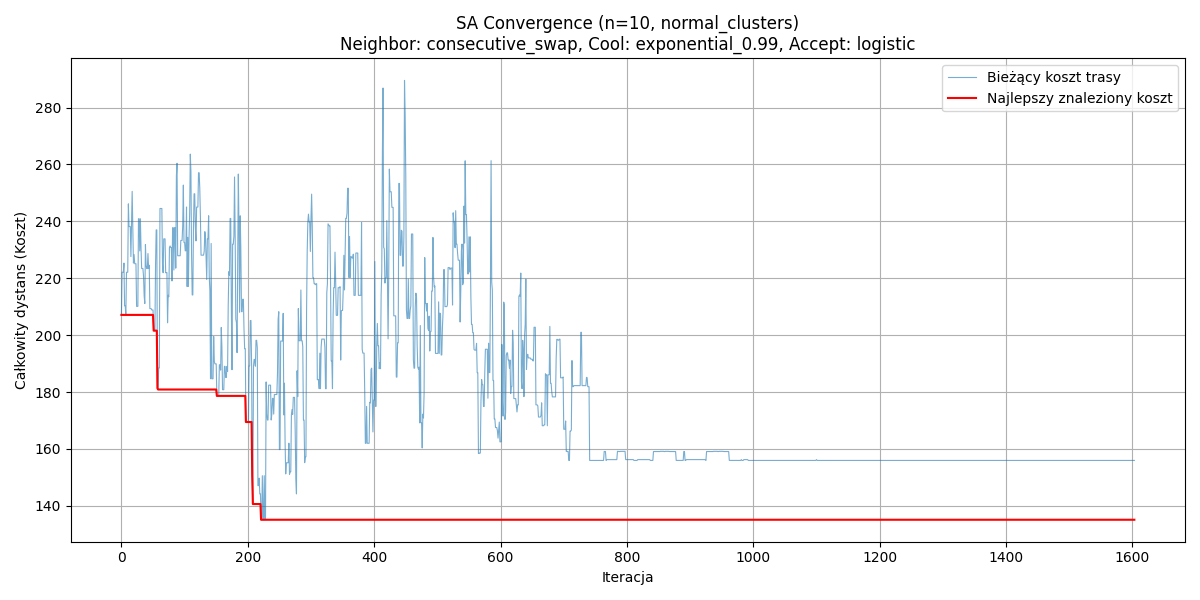 SA Convergence (n=10, normal_clusters)
Neighbor: consecutive_swap, Cool: exponential_0.99, Accept: logistic
Bieżący koszt trasy
Najlepszy znaleziony koszt
Całkowity dystans (Koszt)
280
260
240
220
200
180
160
140
0
200
400
600
800
1000
1200
1400
1600
Iteracja